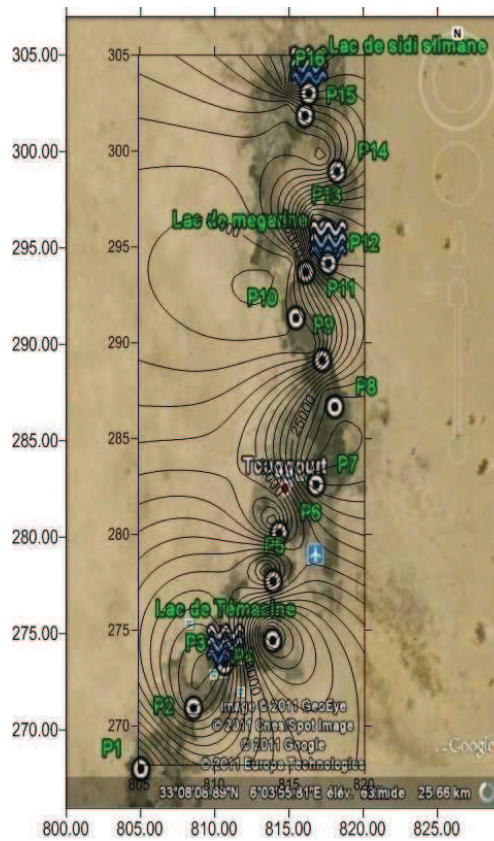 305.00
300.00
295.00
290.00
285.00
280.00
275.00
270.00
800.00 805.00 810.00 815.00 820.00 825.00
305
300
295
290
285
280
275
270
805 810 815 820
N
Lac de sidi slimane
P16
P15
P14
P13
Lac de megarine
P12
P11
P10
P9
P8
25000
Touggourt
P7
P6
P5
Lac de Témacine
P3
P2
P1
Image © 2011 GeoEye
© 2011 Cnes/Spot Image
© 2011 Google
© 2011 Europa Technologies
Google
33°08'08.89"N 6°03'55.81"E élév. 63 m de 25.66 km